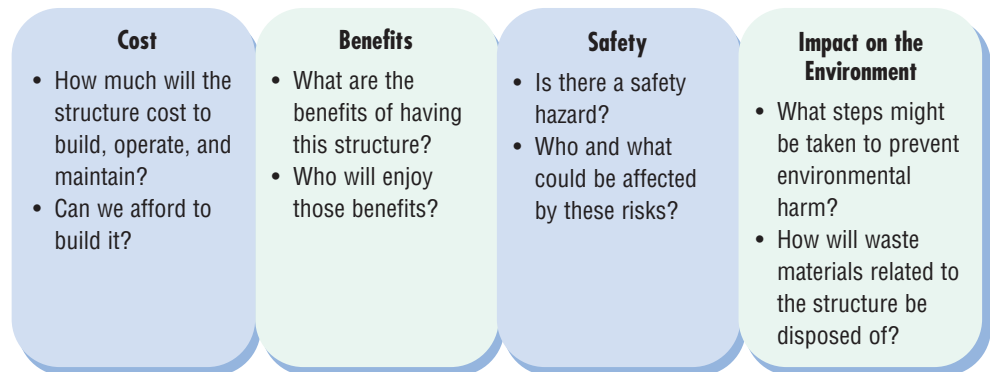 Cost
• How much will the
structure cost to
build, operate, and
maintain?
• Can we afford to
build it?
Benefits
• What are the
benefits of having
this structure?
• Who will enjoy
those benefits?
Safety
• Is there a safety
hazard?
• Who and what
could be affected
by these risks?
Impact on the
Environment
• What steps might
be taken to prevent
environmental
harm?
• How will waste
materials related to
the structure be
disposed of?